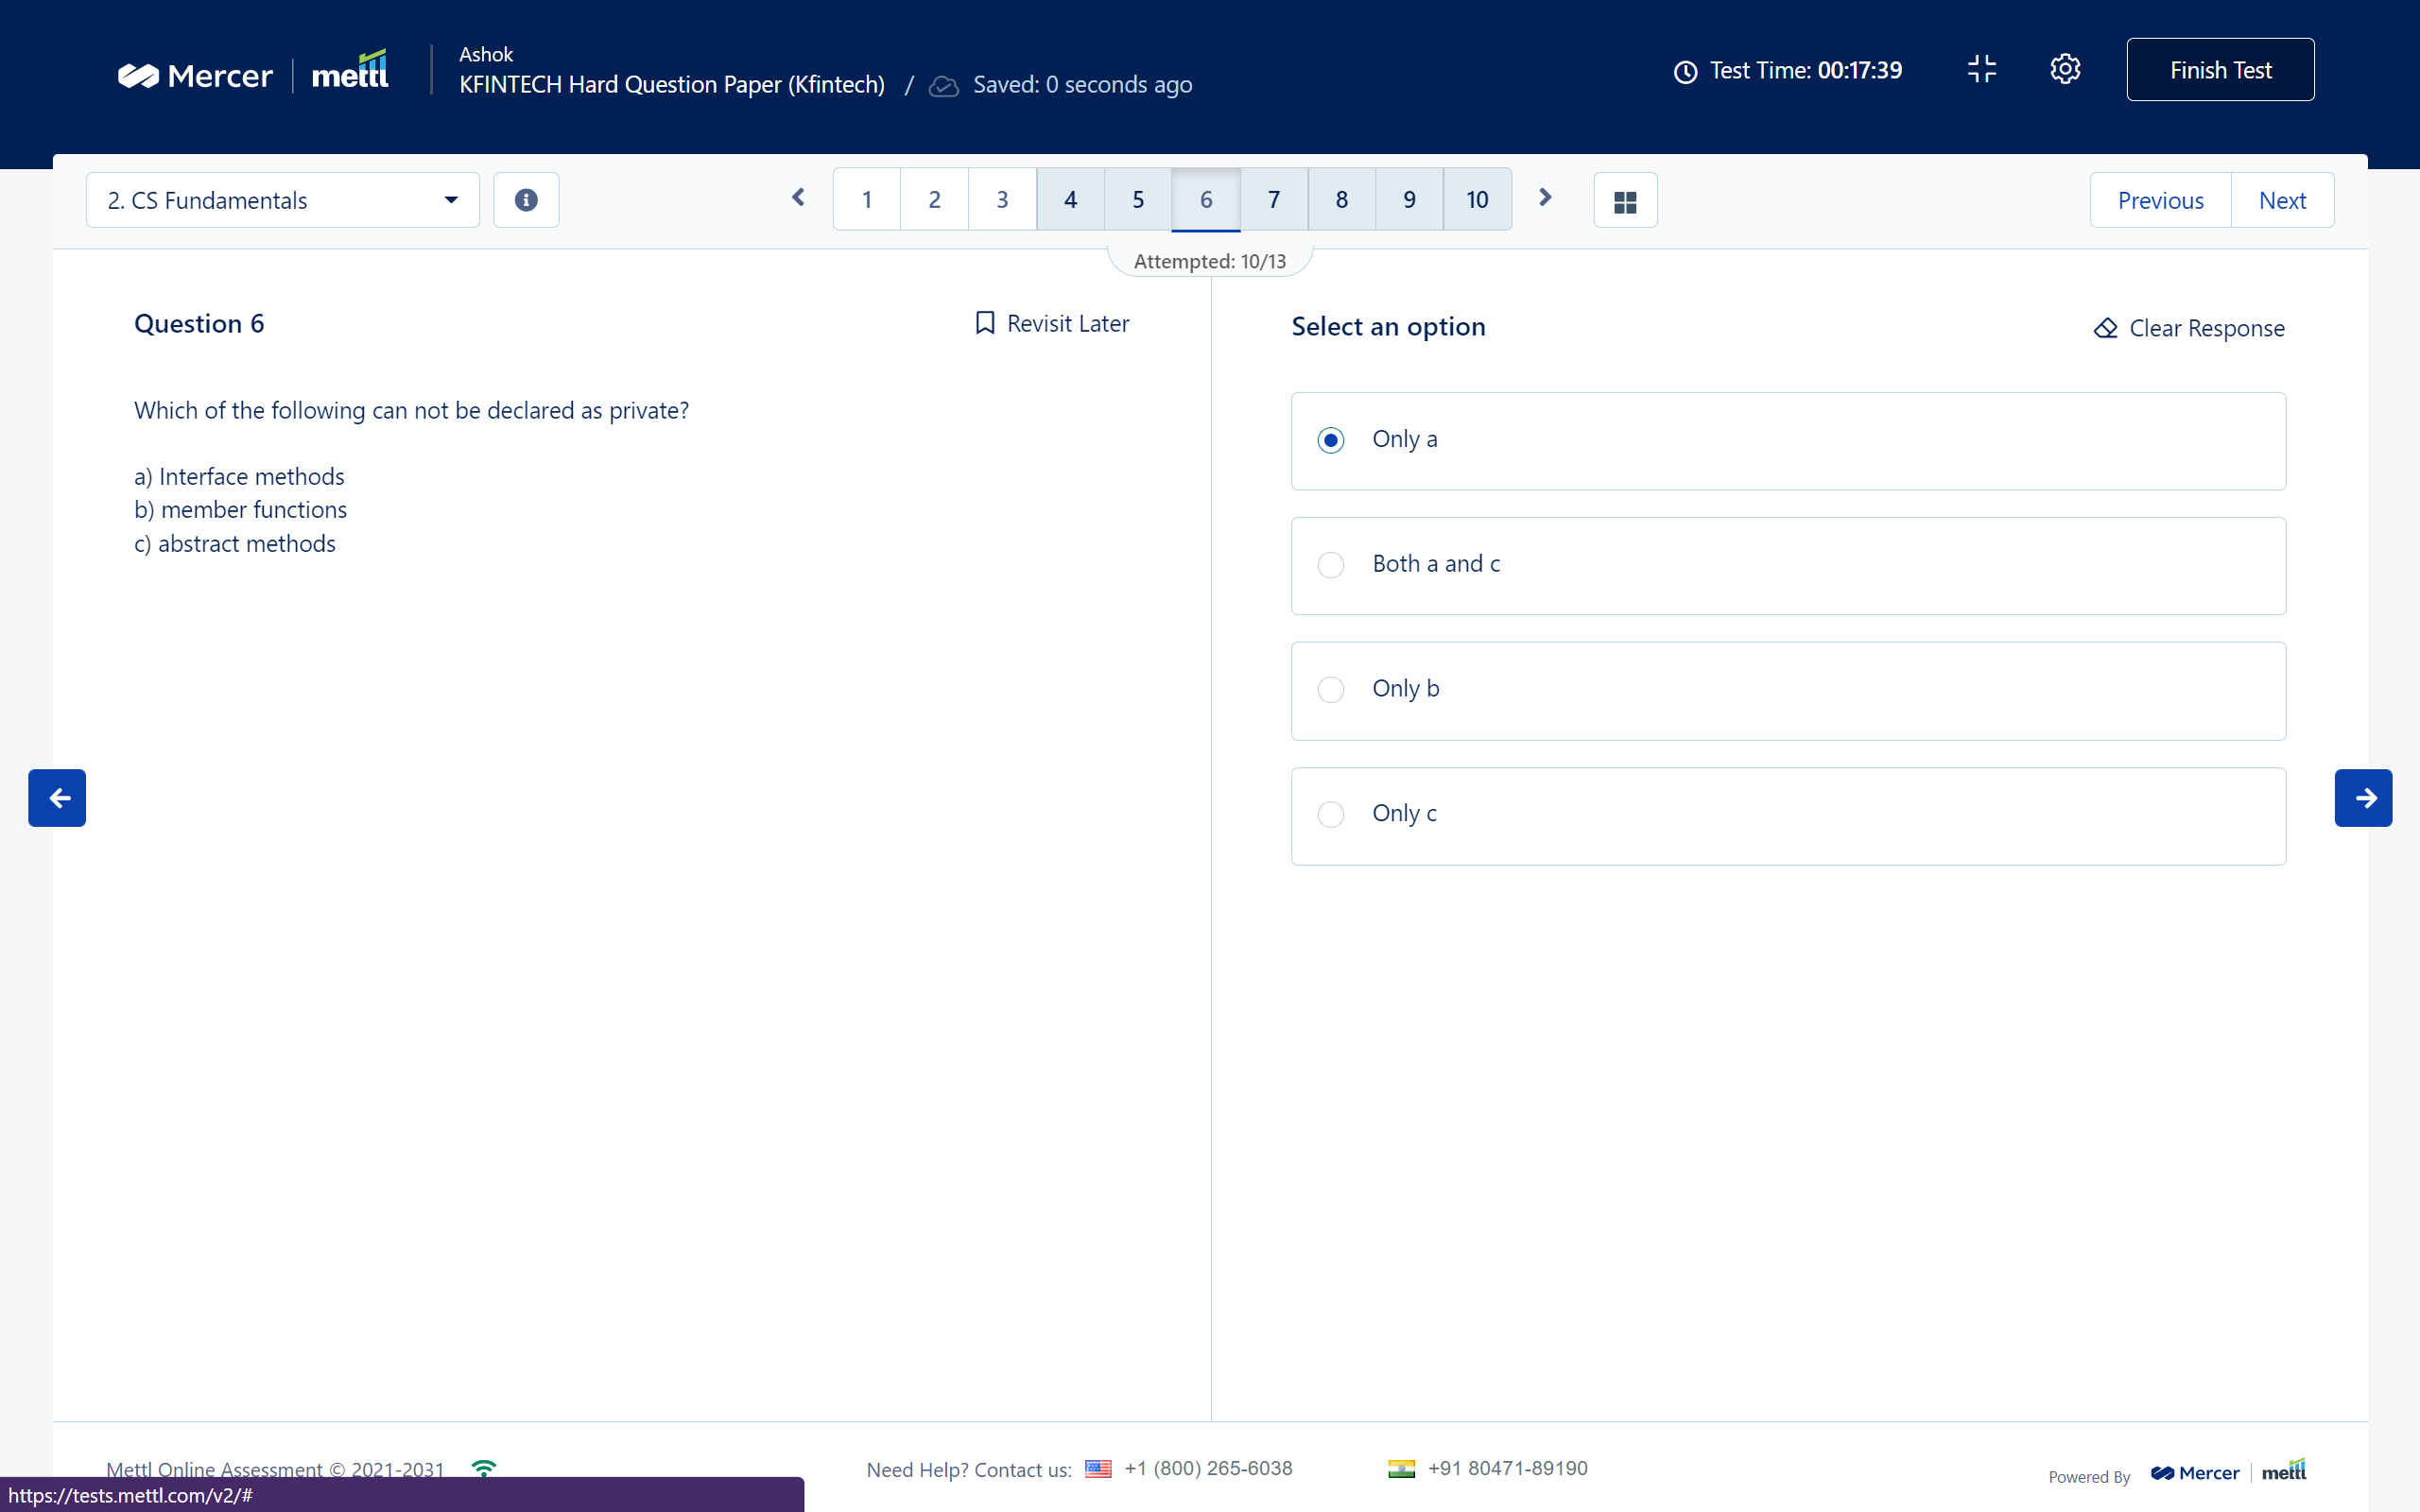 Mercer | mettl
Ashok
KFINTECH Hard Question Paper (Kfintech) / Saved: 0 seconds ago
Test Time: 00:17:39
Finish Test
2. CS Fundamentals
1 2 3 4 5 6 7 8 9 10
Previous Next
Attempted: 10/13
Question 6
Revisit Later
Which of the following can not be declared as private?
a) Interface methods
b) member functions
c) abstract methods
Select an option
Clear Response
Only a
Both a and c
Only b
Only c
Mettl Online Assessment © 2021-2031
Need Help? Contact us: +1 (800) 265-6038 +91 80471-89190
Powered By Mercer | mettl
https://tests.mettl.com/v2/#